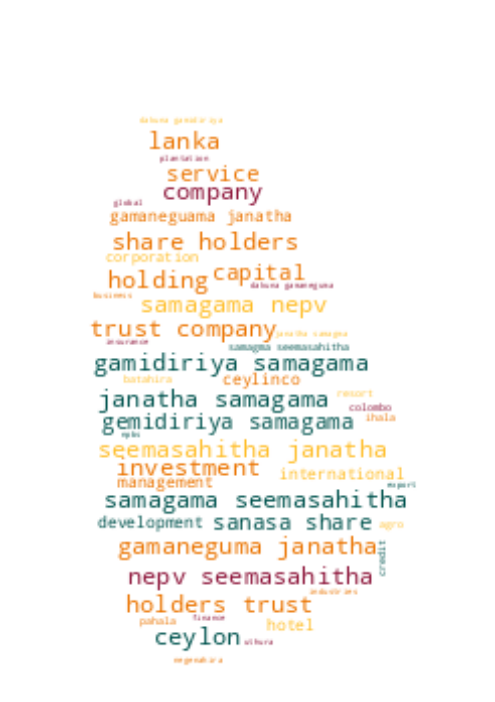 dakuna gamidiriya
lanka
plantation
service
company
global
gamaneguama janatha
share holders
corporation
capital
holding
dakuna gamaneguma
business
samagama nepv
trust company
janatha samagma
insurance
samagma seemasahitha
gamidiriya samagama
batahira
ceylinco
janatha samagama
resort
colombo
gemidiriya samagama
ihala
seemasahitha janatha
investment
international
management
export
samagama seemasahitha
development
sanasa share
agro
gamaneguma janatha
credit
nepv seemasahitha
industries
holders trust
pahala
finance
hotel
ceylon
uthura
negenahira